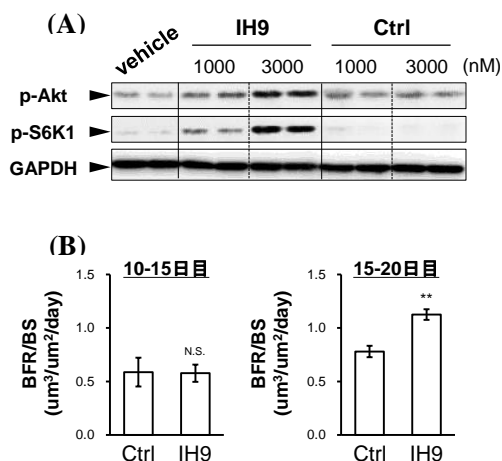 (A)
vehicle
IH9
Ctrl
1000
3000
1000
3000
(nM)
p-Akt
p-S6K1
GAPDH
(B)
10-15日目
BFR/BS
(um³/um²/day)
1.5
1.0
0.5
0.0
N.S.
Ctrl
IH9
15-20日目
BFR/BS
(um³/um²/day)
1.5
1.0
0.5
0.0
**
Ctrl
IH9